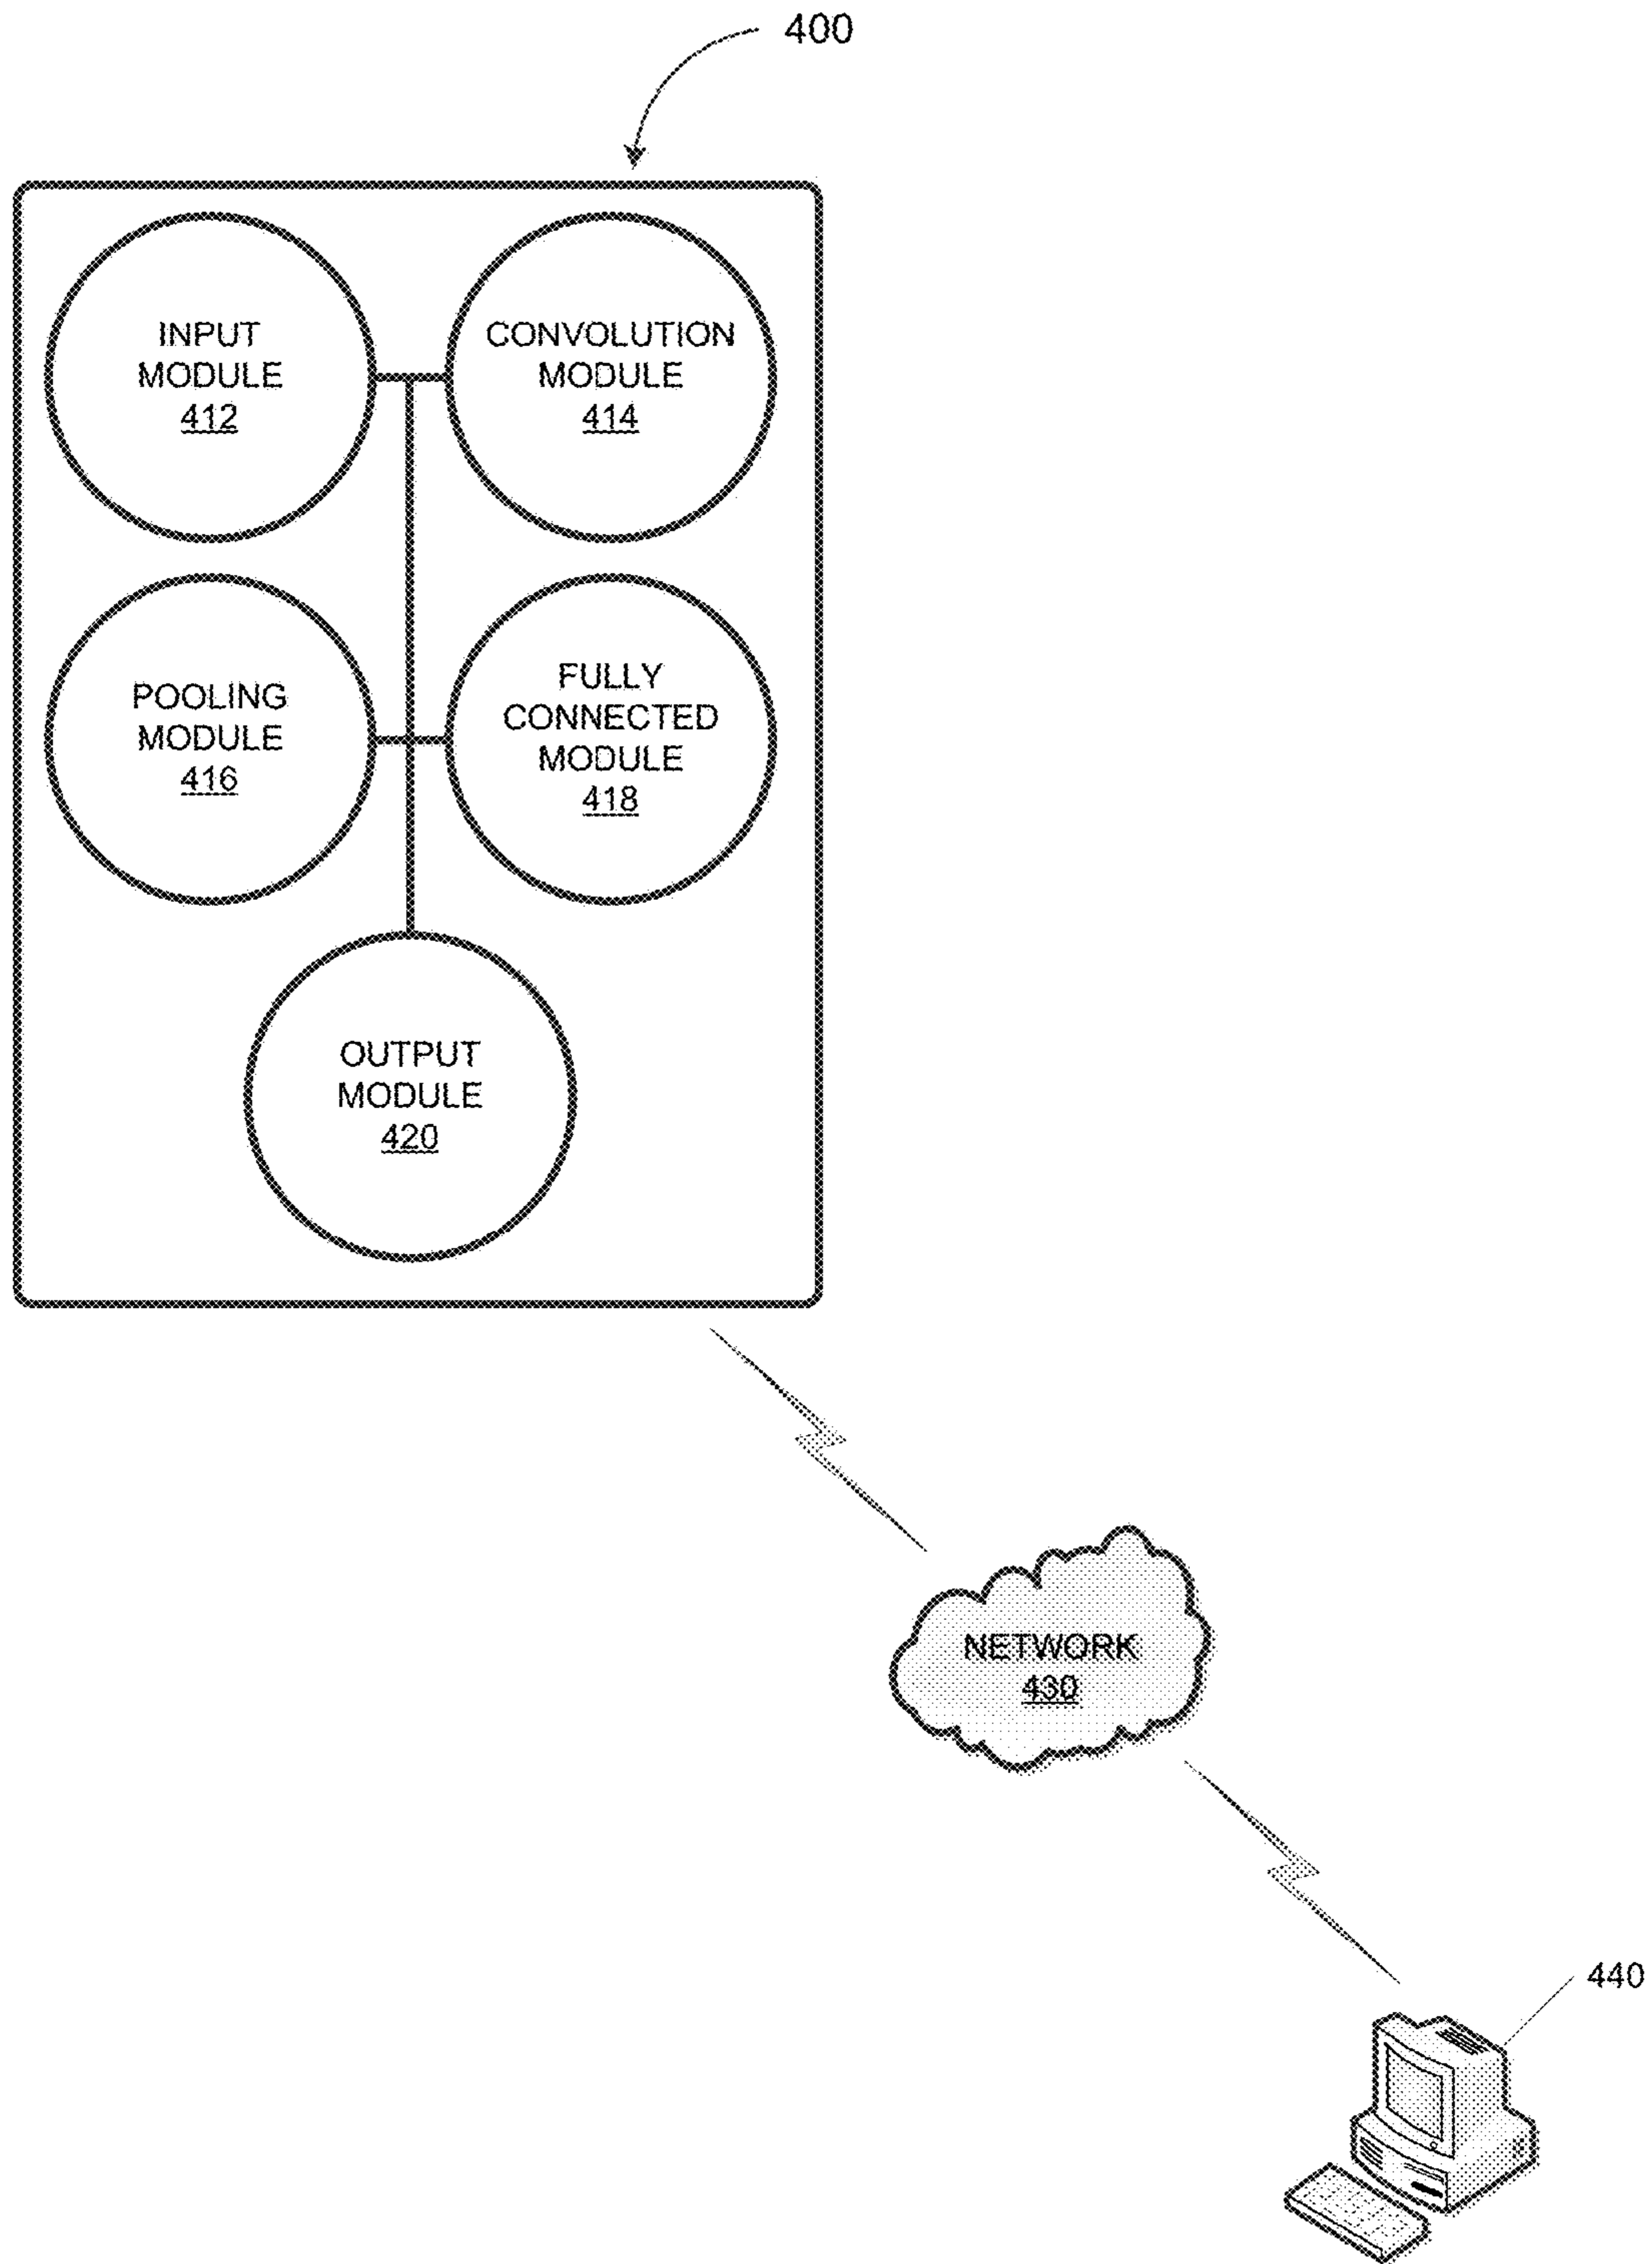 400
INPUT
MODULE
412
CONVOLUTION
MODULE
414
POOLING
MODULE
416
FULLY
CONNECTED
MODULE
418
OUTPUT
MODULE
420
NETWORK
430
440